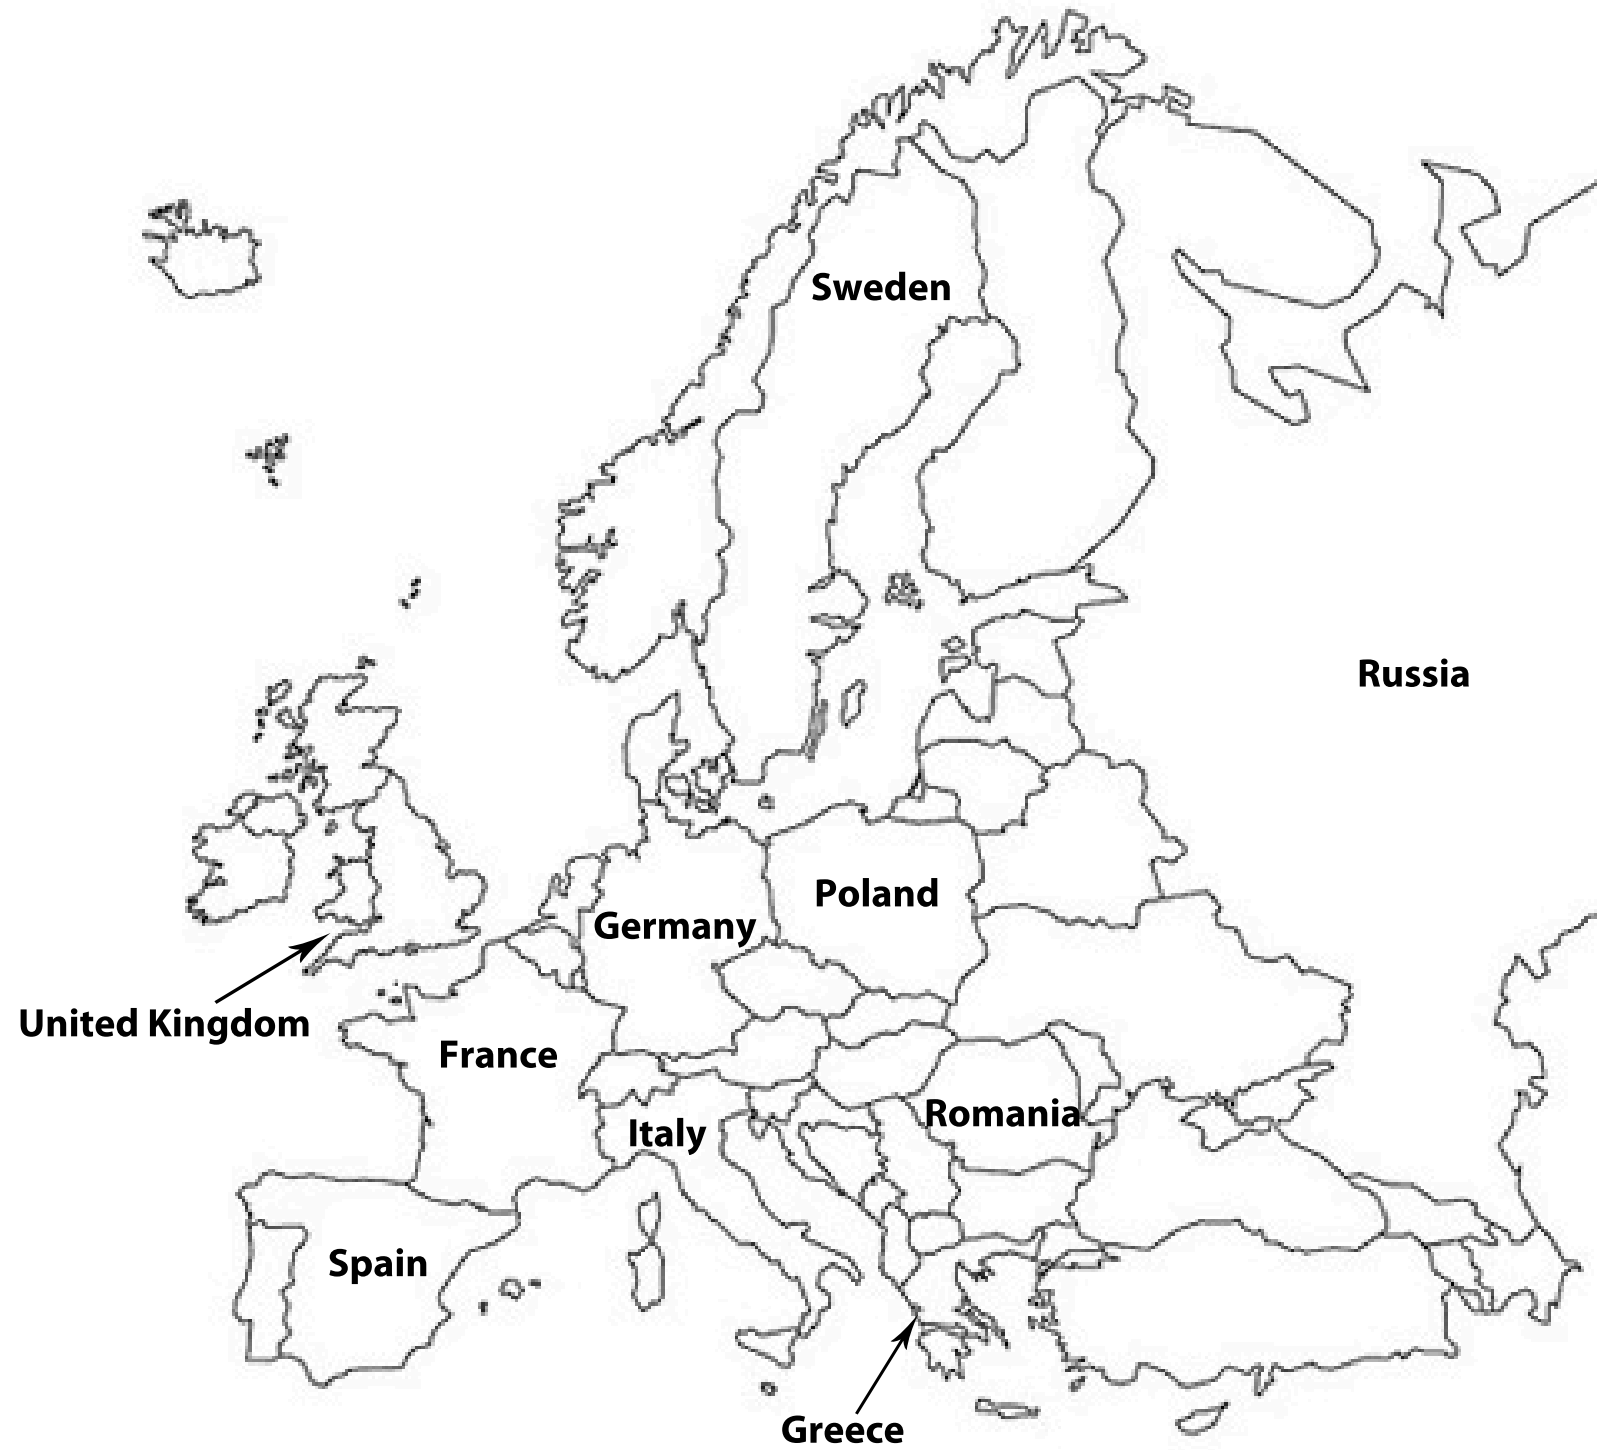 Sweden
Russia
Poland
Germany
United Kingdom
France
Romania
Italy
Spain
Greece